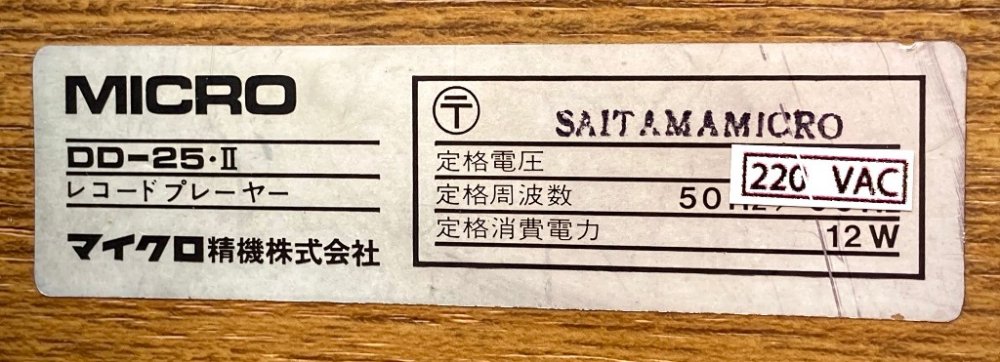 MICRO
DD-25・II
レコードプレーヤー
マイクロ精機株式会社
〒 SAITAMAMICRO
定格電圧 220 VAC
定格周波数 50
定格消費電力 12W